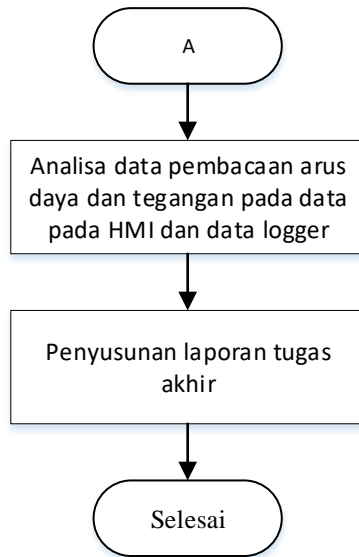 A
Analisa data pembacaan arus
daya dan tegangan pada data
pada HMI dan data logger
Penyusunan laporan tugas
akhir
Selesai